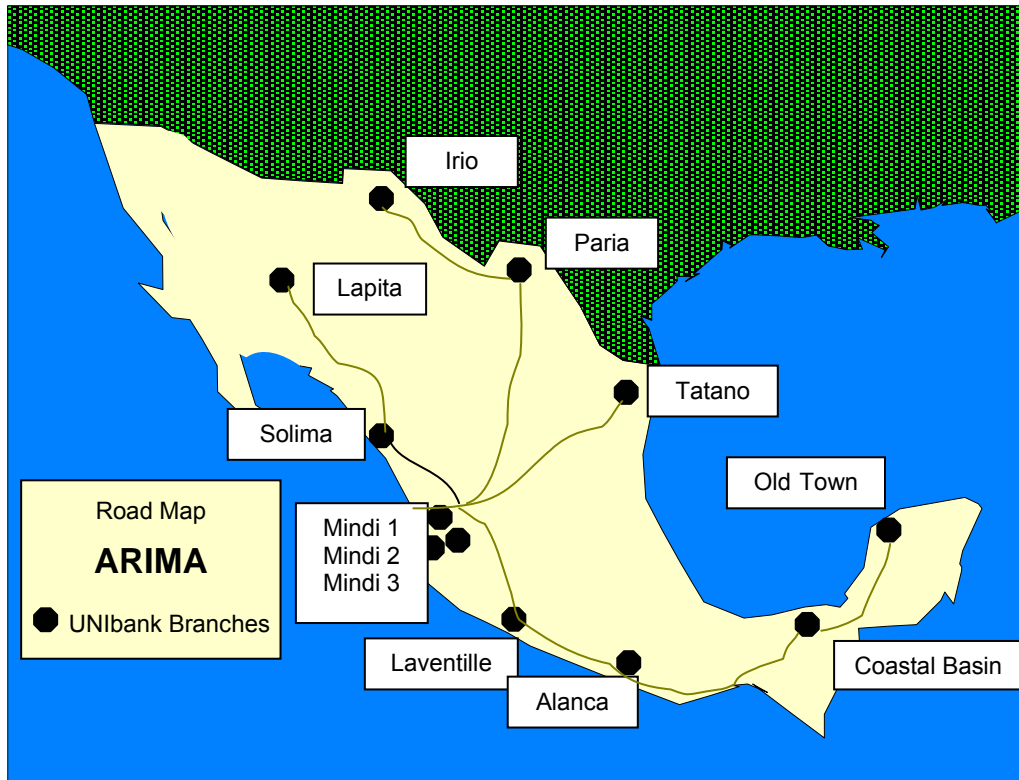 Irio
Paria
Lapita
Tatano
Solima
Old Town
Road Map
ARIMA
UNIbank Branches
Mindi 1
Mindi 2
Mindi 3
Laventille
Coastal Basin
Alanca